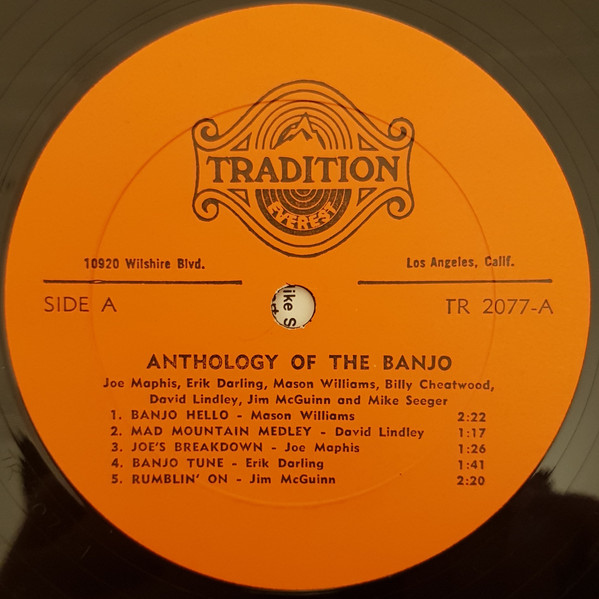 TRADITION
EVEREST
10920 Wilshire Blvd.
Los Angeles, Calif.
SIDE A
TR 2077-A
ike S
ANTHOLOGY OF THE BANJO
Joe Maphis, Erik Darling, Mason Williams, Billy Cheatwood,
David Lindley, Jim McGuinn and Mike Seeger
1. BANJO HELLO - Mason Williams 2:22
2. MAD MOUNTAIN MEDLEY - David Lindley 1:17
3. JOE'S BREAKDOWN - Joe Maphis 1:26
4. BANJO TUNE - Erik Darling 1:41
5. RUMBLIN' ON - Jim McGuinn 2:20